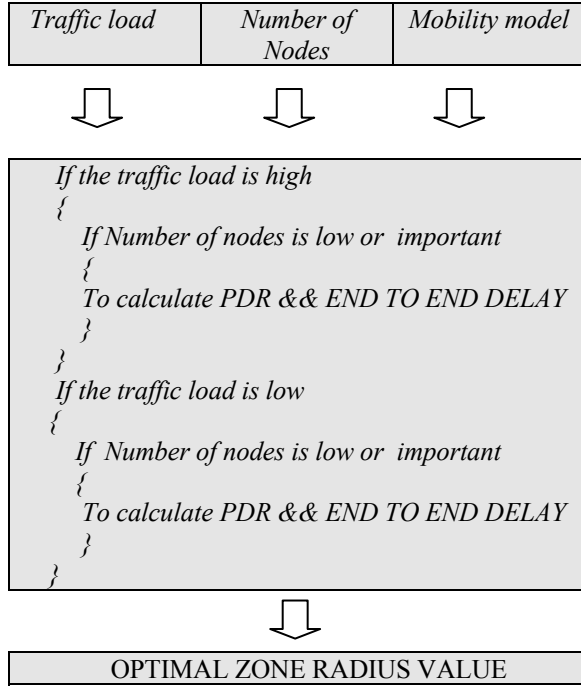 Traffic load Number of Nodes Mobility model
If the traffic load is high
{
If Number of nodes is low or important
{
To calculate PDR && END TO END DELAY
}
}
If the traffic load is low
{
If Number of nodes is low or important
{
To calculate PDR && END TO END DELAY
}
}
OPTIMAL ZONE RADIUS VALUE